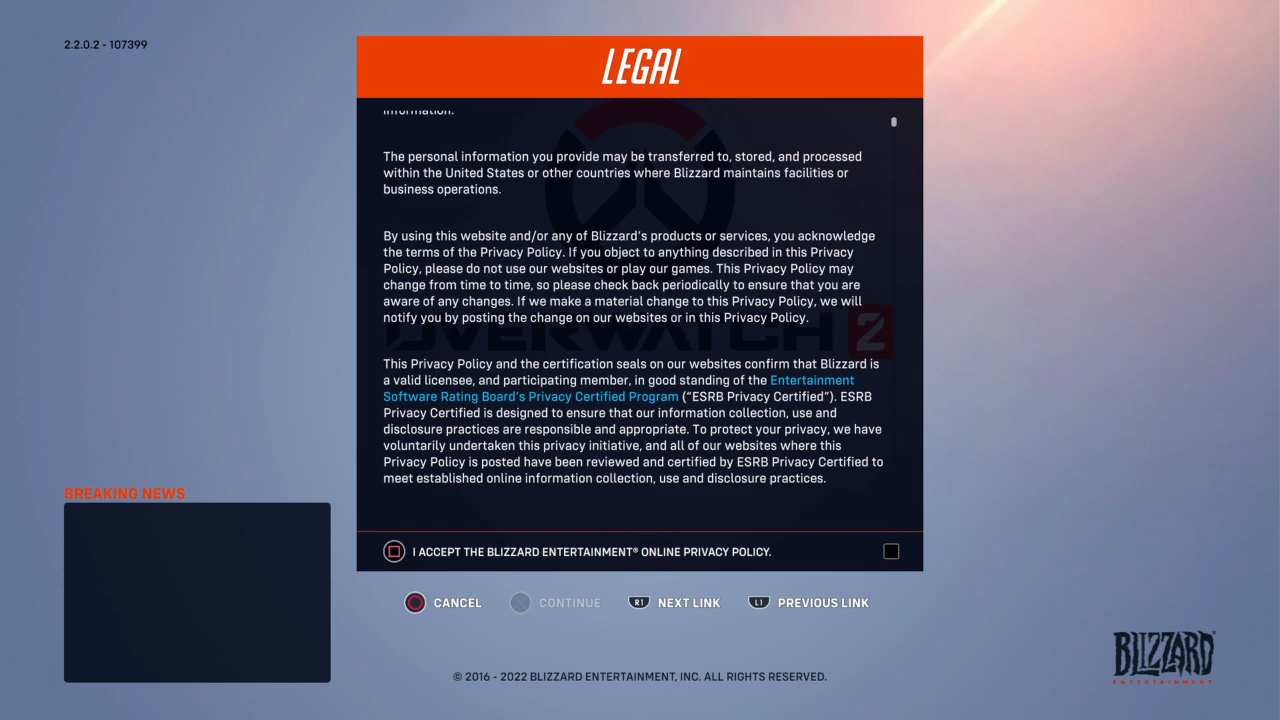 2.2.0.2 - 107399
LEGAL
information.
The personal information you provide may be transferred to, stored, and processed
within the United States or other countries where Blizzard maintains facilities or
business operations.
By using this website and/or any of Blizzard's products or services, you acknowledge
the terms of the Privacy Policy. If you object to anything described in this Privacy
Policy, please do not use our websites or play our games. This Privacy Policy may
change from time to time, so please check back periodically to ensure that you are
aware of any changes. If we make a material change to this Privacy Policy, we will
notify you by posting the change on our websites or in this Privacy Policy.
OVERWATCH 2
This Privacy Policy and the certification seals on our websites confirm that Blizzard is
a valid licensee, and participating member, in good standing of the Entertainment
Software Rating Board's Privacy Certified Program (“ESRB Privacy Certified”). ESRB
Privacy Certified is designed to ensure that our information collection, use and
disclosure practices are responsible and appropriate. To protect your privacy, we have
voluntarily undertaken this privacy initiative, and all of our websites where this
Privacy Policy is posted have been reviewed and certified by ESRB Privacy Certified to
meet established online information collection, use and disclosure practices.
BREAKING NEWS
I ACCEPT THE BLIZZARD ENTERTAINMENT® ONLINE PRIVACY POLICY.
CANCEL
CONTINUE
R1 NEXT LINK
L1 PREVIOUS LINK
BLIZZARD®
ENTERTAINMENT
© 2016 - 2022 BLIZZARD ENTERTAINMENT, INC. ALL RIGHTS RESERVED.